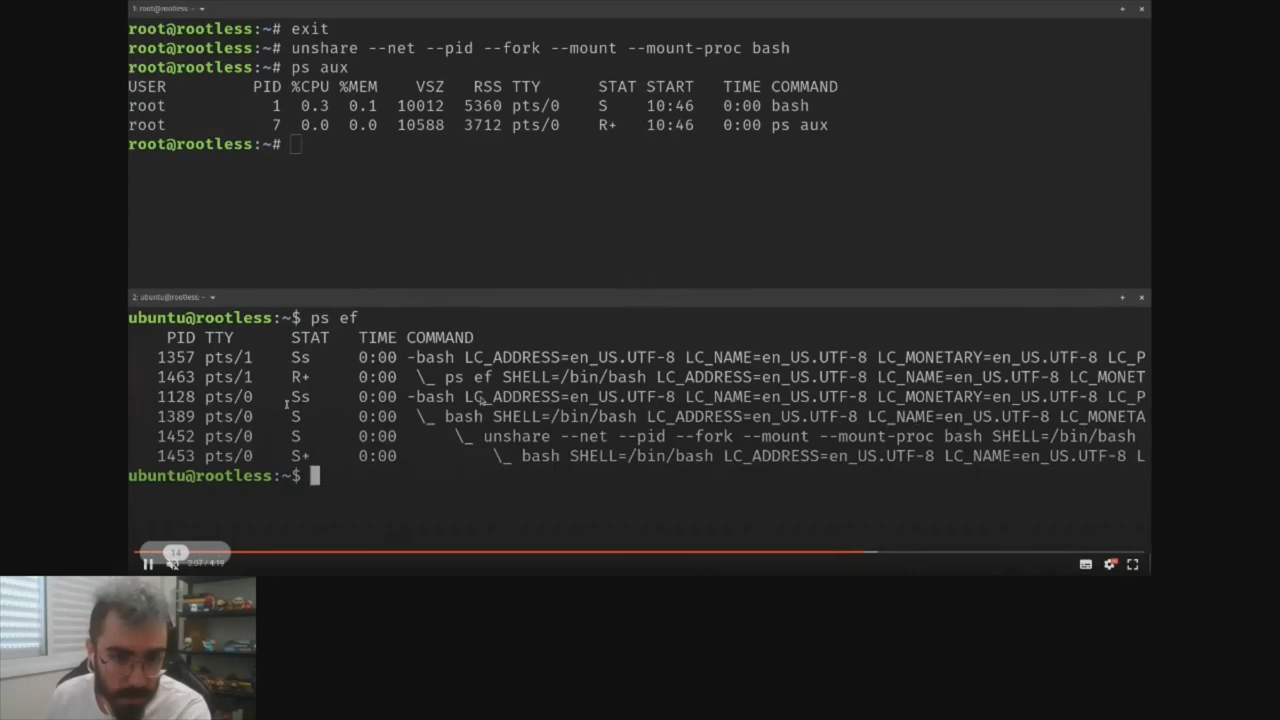 1: root@rootless: ~
root@rootless:~# exit
root@rootless:~# unshare --net --pid --fork --mount --mount-proc bash
root@rootless:~# ps aux
USER PID %CPU %MEM VSZ RSS TTY STAT START TIME COMMAND
root 1 0.3 0.1 10012 5360 pts/0 S 10:46 0:00 bash
root 7 0.0 0.0 10588 3712 pts/0 R+ 10:46 0:00 ps aux
root@rootless:~#
2: ubuntu@rootless: ~
ubuntu@rootless:~$ ps ef
PID TTY STAT TIME COMMAND
1357 pts/1 Ss 0:00 -bash LC_ADDRESS=en_US.UTF-8 LC_NAME=en_US.UTF-8 LC_MONETARY=en_US.UTF-8 LC_P
1463 pts/1 R+ 0:00 \_ ps ef SHELL=/bin/bash LC_ADDRESS=en_US.UTF-8 LC_NAME=en_US.UTF-8 LC_MONET
1128 pts/0 Ss 0:00 -bash LC_ADDRESS=en_US.UTF-8 LC_NAME=en_US.UTF-8 LC_MONETARY=en_US.UTF-8 LC_P
1389 pts/0 S 0:00 \_ bash SHELL=/bin/bash LC_ADDRESS=en_US.UTF-8 LC_NAME=en_US.UTF-8 LC_MONETA
1452 pts/0 S 0:00 \_ unshare --net --pid --fork --mount --mount-proc bash SHELL=/bin/bash
1453 pts/0 S+ 0:00 \_ bash SHELL=/bin/bash LC_ADDRESS=en_US.UTF-8 LC_NAME=en_US.UTF-8 L
ubuntu@rootless:~$
14